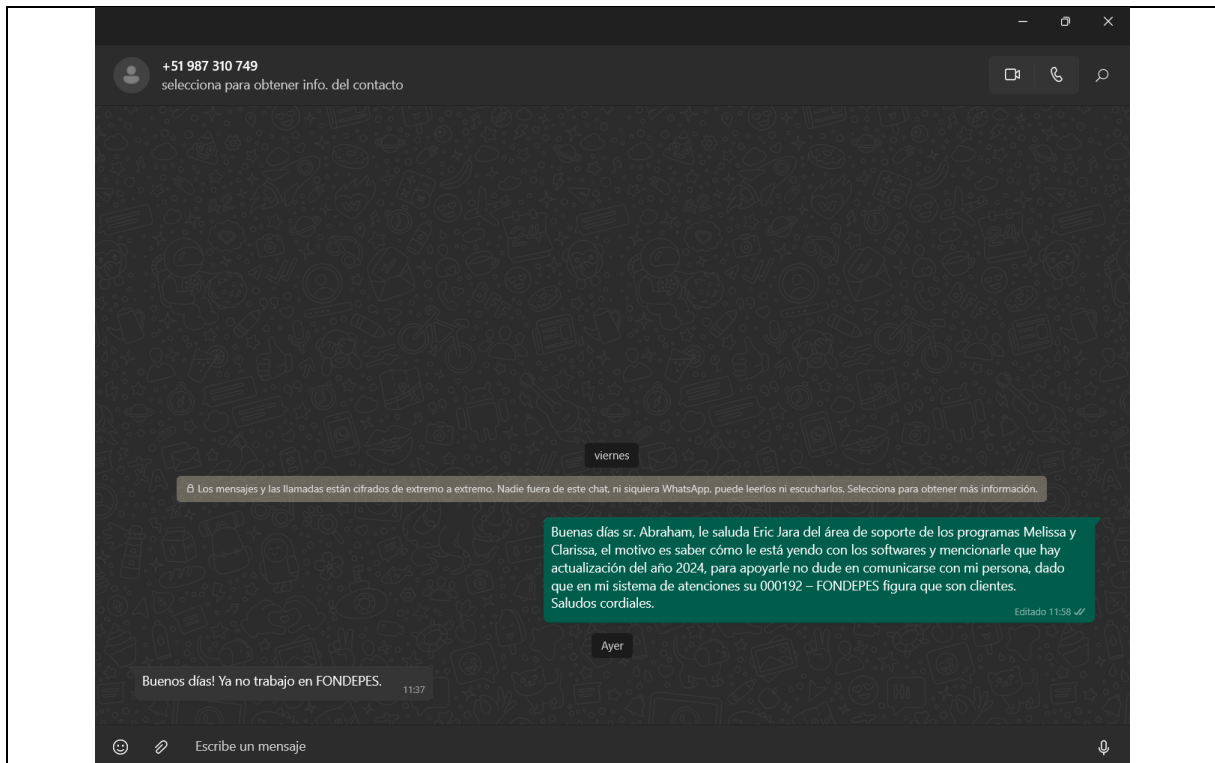 +51 987 310 749
selecciona para obtener info. del contacto
viernes
Los mensajes y las llamadas están cifrados de extremo a extremo. Nadie fuera de este chat, ni siquiera WhatsApp, puede leerlos ni escucharlos. Selecciona para obtener más información.
Buenas días sr. Abraham, le saluda Eric Jara del área de soporte de los programas Melissa y
Clarissa, el motivo es saber cómo le está yendo con los softwares y mencionarle que hay
actualización del año 2024, para apoyarle no dude en comunicarse con mi persona, dado
que en mi sistema de atenciones su 000192 – FONDEPES figura que son clientes.
Saludos cordiales.
Editado 11:58
Ayer
Buenos días! Ya no trabajo en FONDEPES.
11:37
Escribe un mensaje